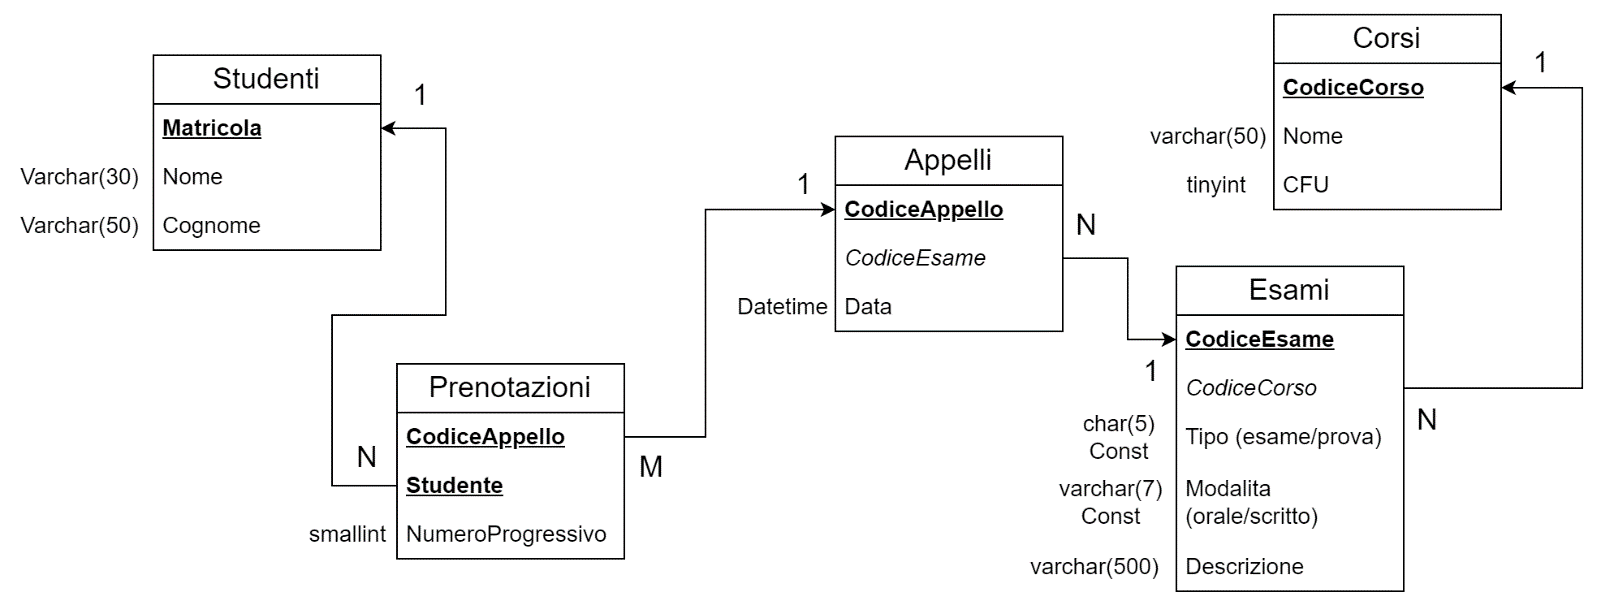 Studenti
1
Matricola
Varchar(30) Nome
Varchar(50) Cognome
Prenotazioni
CodiceAppello
N
M
Studente
smallint NumeroProgressivo
Appelli
1
CodiceAppello
N
CodiceEsame
Datetime Data
Corsi
1
CodiceCorso
varchar(50) Nome
tinyint CFU
Esami
CodiceEsame
1
CodiceCorso
N
char(5)
Const
Tipo (esame/prova)
varchar(7)
Const
Modalita
(orale/scritto)
varchar(500) Descrizione